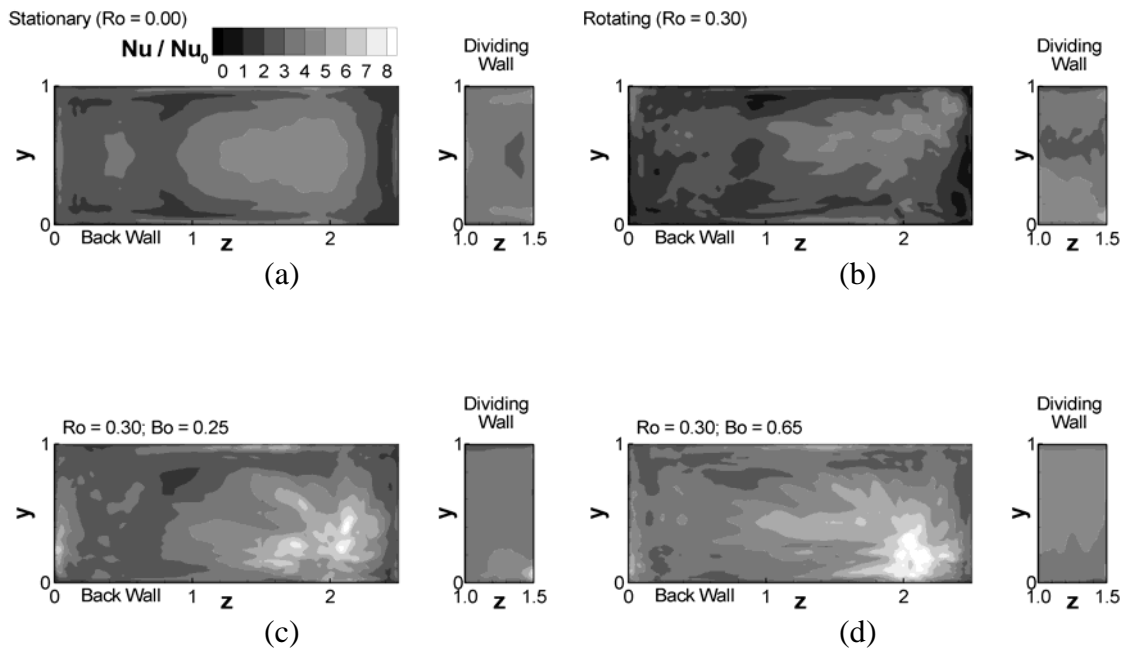 Stationary (Ro = 0.00)
Nu / Nu0
0 1 2 3 4 5 6 7 8
Dividing
Wall
1
y
0
0 Back Wall 1 z 2
1
y
0
1.0 z 1.5
(a)
Rotating (Ro = 0.30)
Dividing
Wall
1
y
0
0 Back Wall 1 z 2
1
y
0
1.0 z 1.5
(b)
Ro = 0.30; Bo = 0.25
Dividing
Wall
1
y
0
0 Back Wall 1 z 2
1
y
0
1.0 z 1.5
(c)
Ro = 0.30; Bo = 0.65
Dividing
Wall
1
y
0
0 Back Wall 1 z 2
1
y
0
1.0 z 1.5
(d)